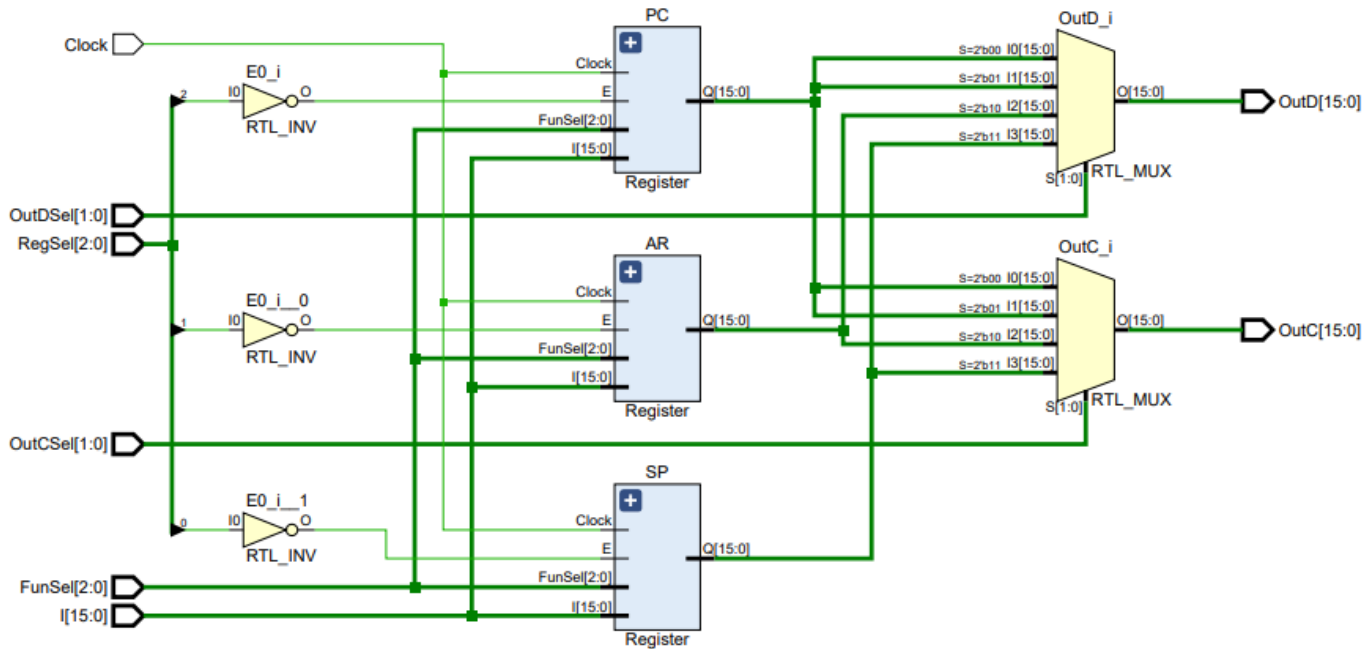 PC
OutD_i
Clock
E0_i
Clock
S=2'b00 I0[15:0]
S=2'b01 I1[15:0]
2
I0
O
E
Q[15:0]
S=2'b10 I2[15:0]
O[15:0]
OutD[15:0]
RTL_INV
FunSel[2:0]
S=2'b11 I3[15:0]
I[15:0]
Register
S[1:0]
RTL_MUX
OutDSel[1:0]
RegSel[2:0]
AR
OutC_i
E0_i__0
Clock
S=2'b00 I0[15:0]
S=2'b01 I1[15:0]
1
I0
O
E
Q[15:0]
S=2'b10 I2[15:0]
O[15:0]
OutC[15:0]
RTL_INV
FunSel[2:0]
S=2'b11 I3[15:0]
I[15:0]
Register
S[1:0]
RTL_MUX
OutCSel[1:0]
SP
E0_i__1
Clock
0
I0
O
E
Q[15:0]
RTL_INV
FunSel[2:0]
FunSel[2:0]
I[15:0]
I[15:0]
Register